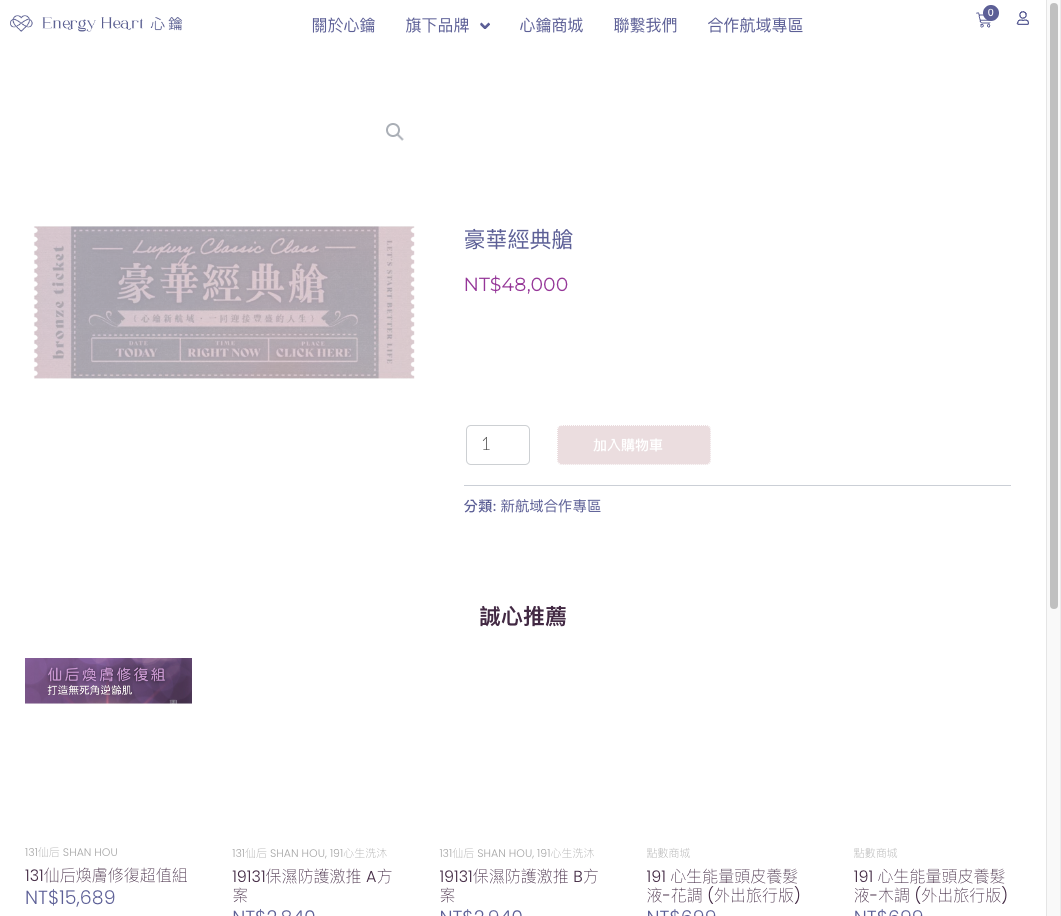 Energy Heart 心鑰
關於心鑰
旗下品牌
心鑰商城
聯繫我們
合作航域專區
0
bronze ticket
Luxury Classic Class
豪華經典艙
（心鑰新航域，一同迎接豐盛的人生）
DATE
TODAY
TIME
RIGHT NOW
PLACE
CLICK HERE
LET'S START BETTER LIFE
豪華經典艙
NT$48,000
1
加入購物車
分類: 新航域合作專區
誠心推薦
仙后煥膚修復組
打造無死角逆齡肌
131仙后 SHAN HOU
131仙后煥膚修復超值組
NT$15,689
131仙后 SHAN HOU, 191心生洗沐
19131保濕防護激推 A方
案
NT$2,840
131仙后 SHAN HOU, 191心生洗沐
19131保濕防護激推 B方
案
NT$2,940
點數商城
191 心生能量頭皮養髮
液-花調 (外出旅行版)
NT$699
點數商城
191 心生能量頭皮養髮
液-木調 (外出旅行版)
NT$699